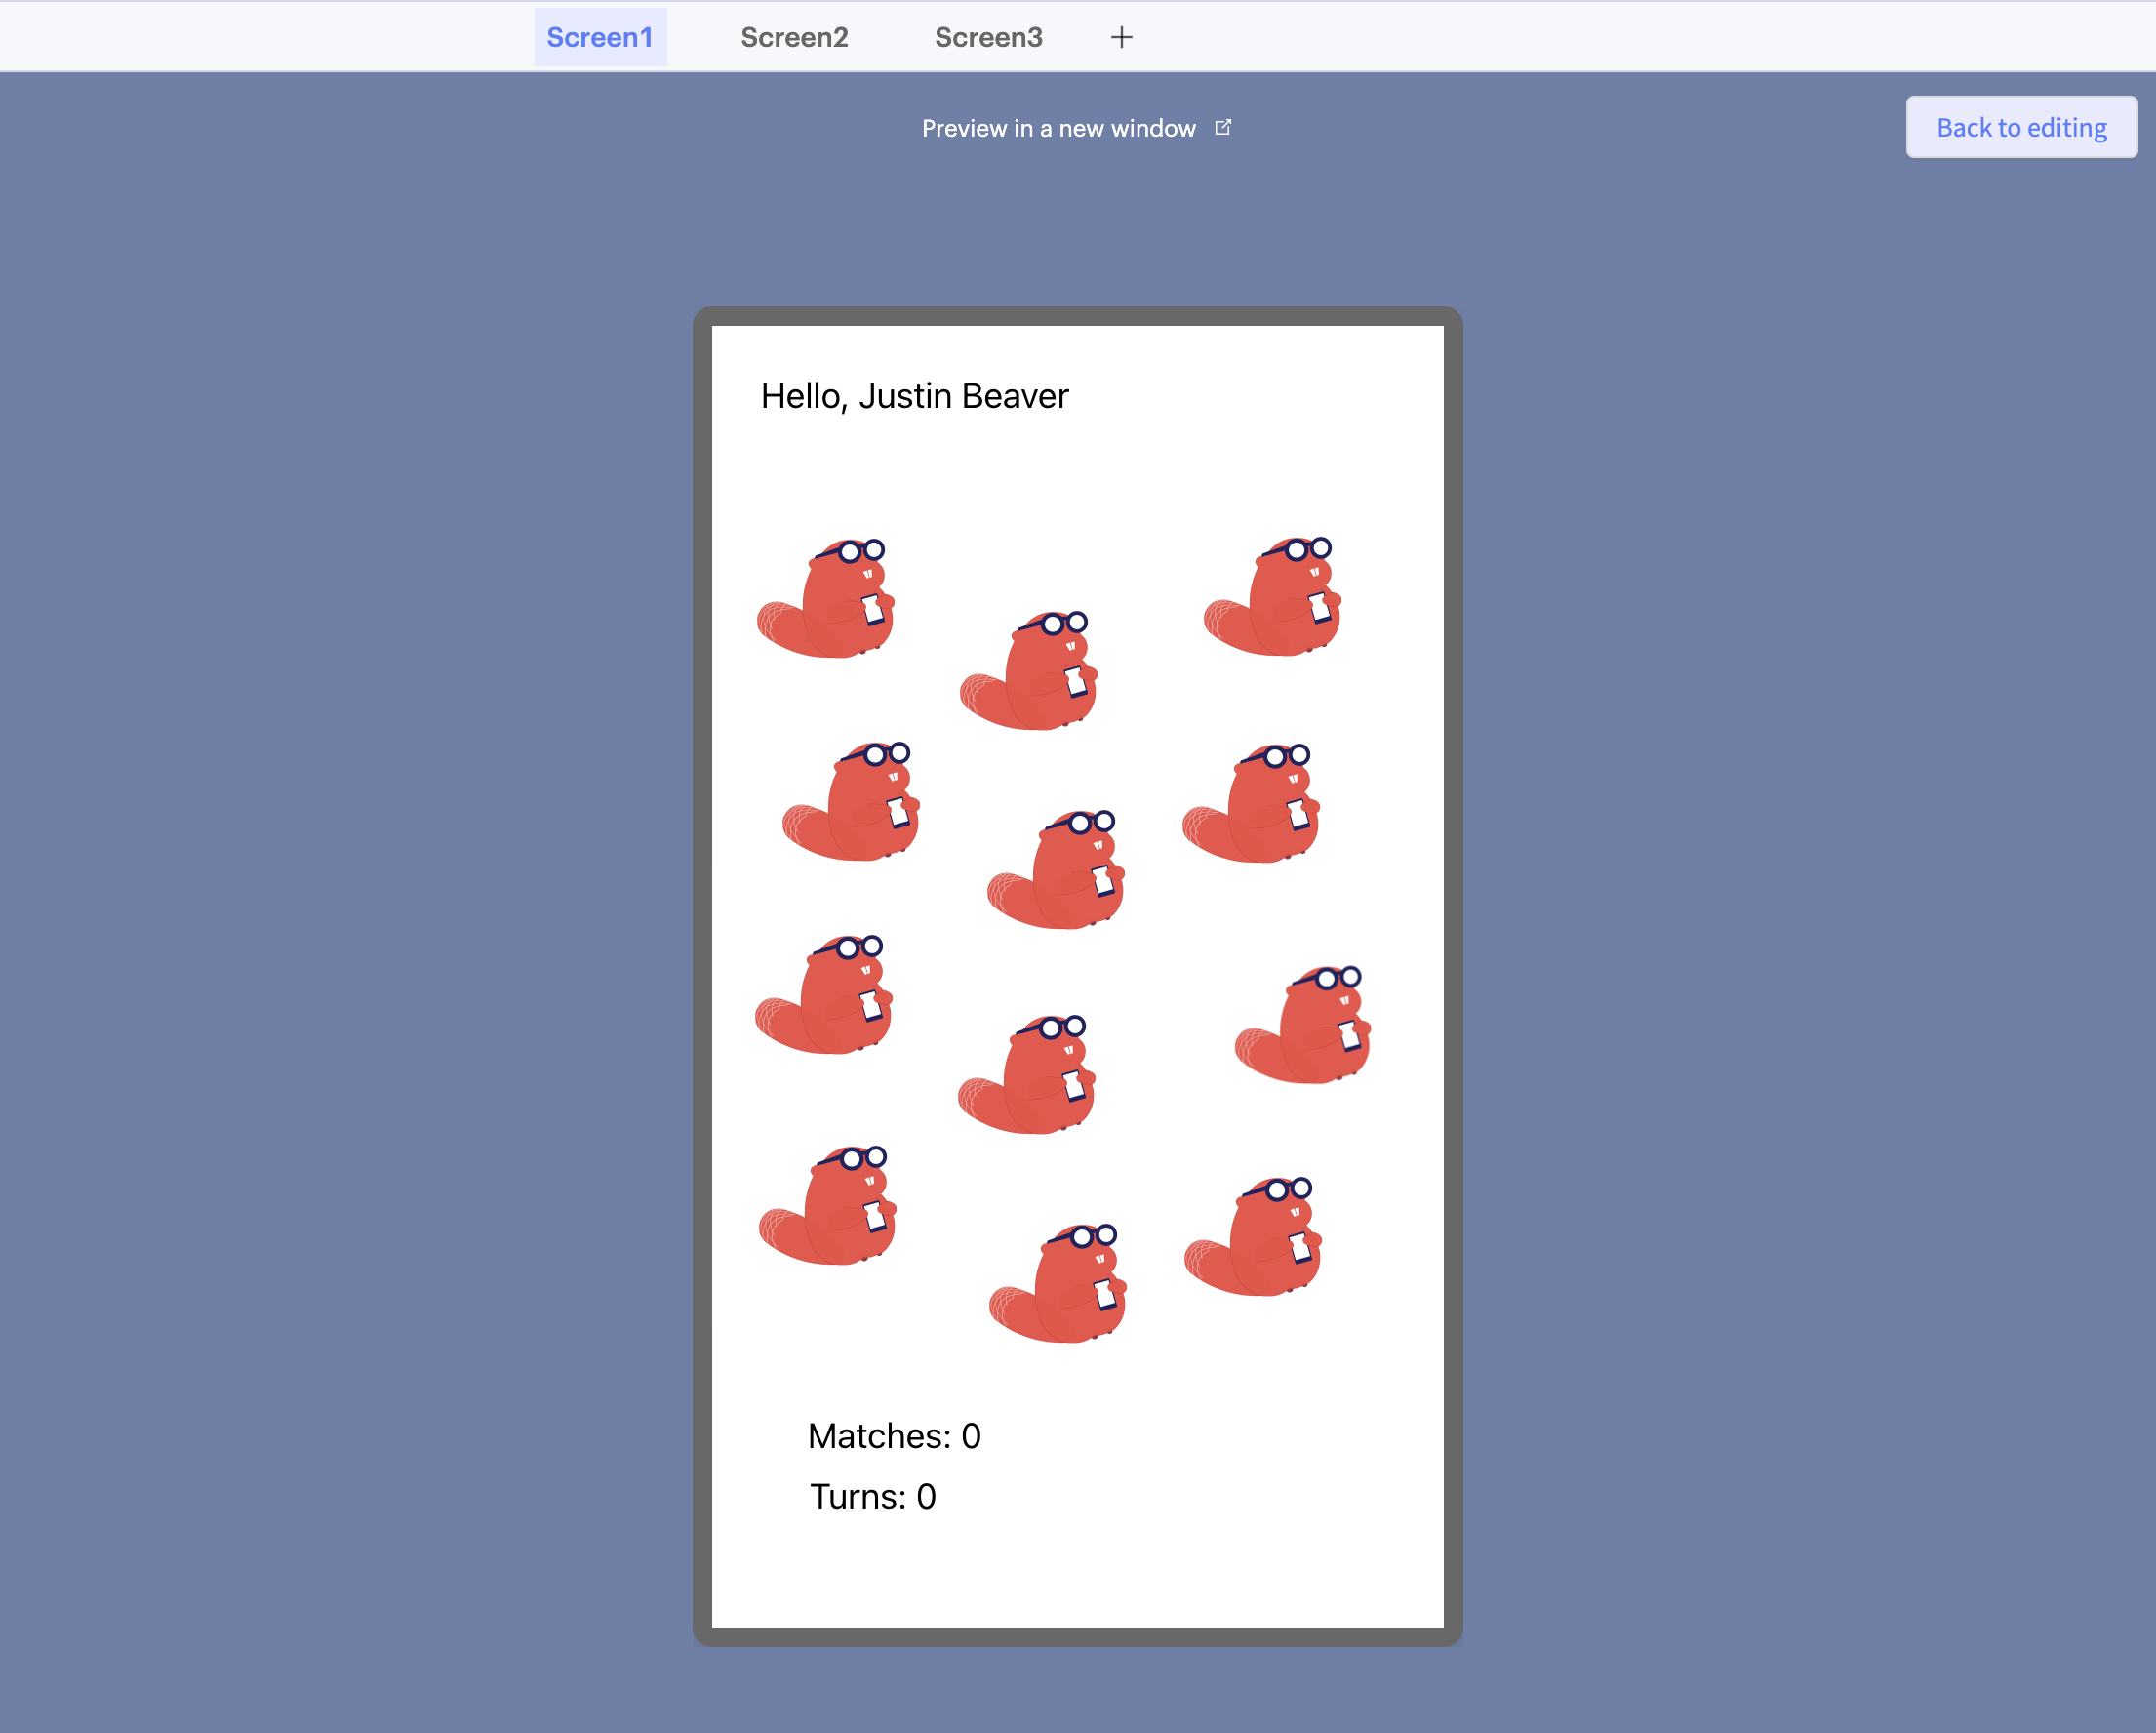 Screen1 Screen2 Screen3 +
Preview in a new window
Back to editing
Hello, Justin Beaver
Matches: 0
Turns: 0